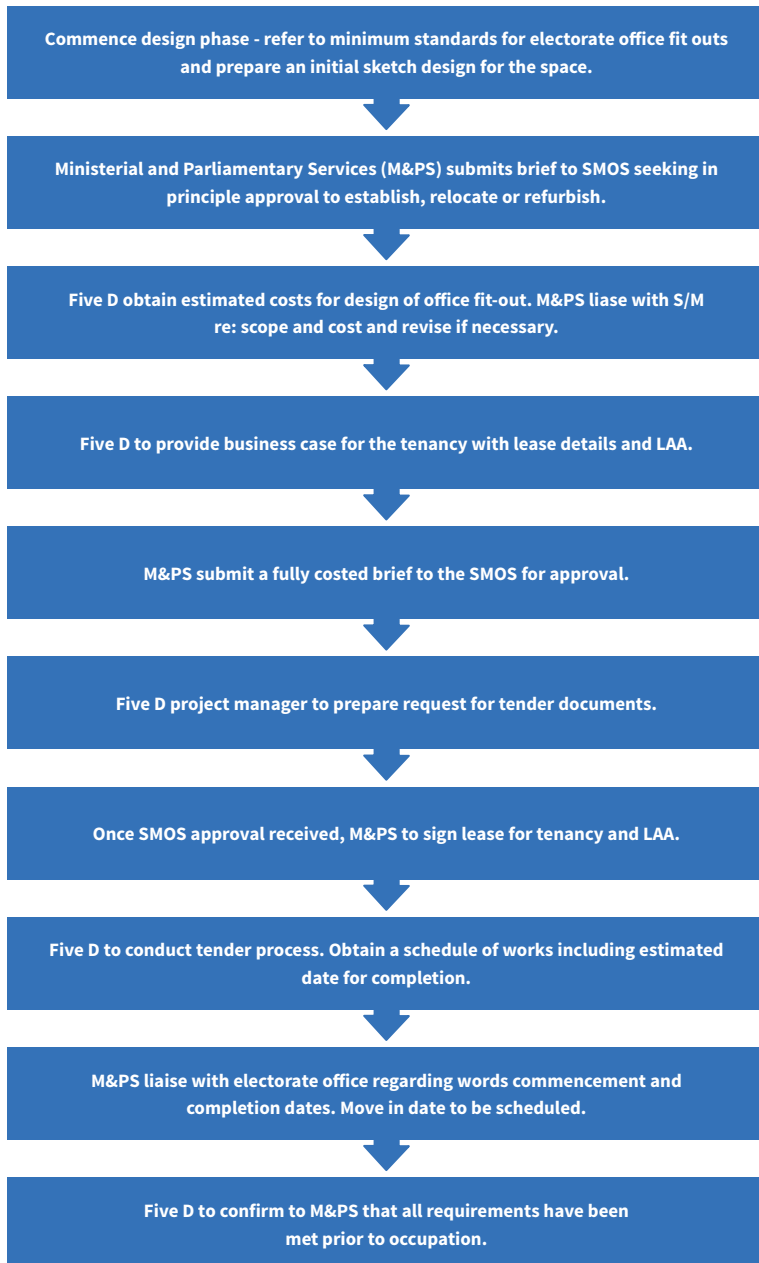 Commence design phase - refer to minimum standards for electorate office fit outs
and prepare an initial sketch design for the space.
Ministerial and Parliamentary Services (M&PS) submits brief to SMOS seeking in
principle approval to establish, relocate or refurbish.
Five D obtain estimated costs for design of office fit-out. M&PS liase with S/M
re: scope and cost and revise if necessary.
Five D to provide business case for the tenancy with lease details and LAA.
M&PS submit a fully costed brief to the SMOS for approval.
Five D project manager to prepare request for tender documents.
Once SMOS approval received, M&PS to sign lease for tenancy and LAA.
Five D to conduct tender process. Obtain a schedule of works including estimated
date for completion.
M&PS liaise with electorate office regarding words commencement and
completion dates. Move in date to be scheduled.
Five D to confirm to M&PS that all requirements have been
met prior to occupation.